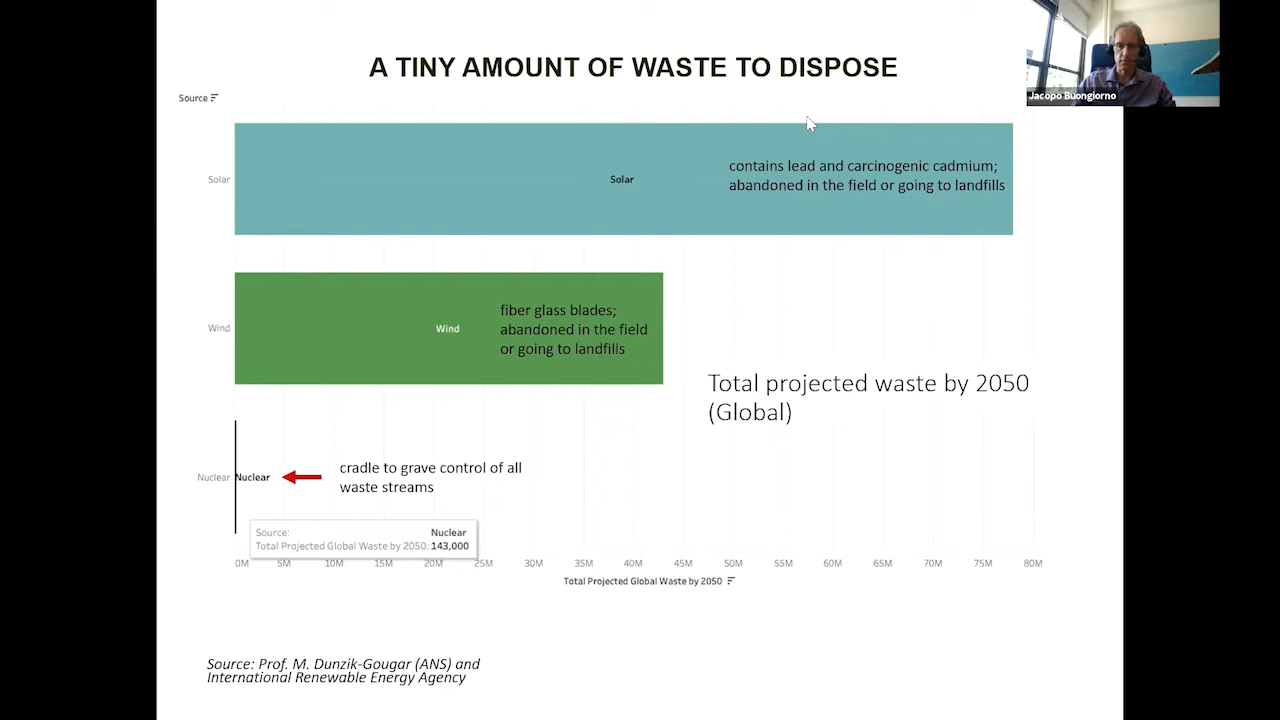 A TINY AMOUNT OF WASTE TO DISPOSE
Jacopo Buongiorno
Source
Solar
Solar
contains lead and carcinogenic cadmium;
abandoned in the field or going to landfills
Wind
Wind
fiber glass blades;
abandoned in the field
or going to landfills
Total projected waste by 2050
(Global)
Nuclear
Nuclear
cradle to grave control of all
waste streams
Source: Nuclear
Total Projected Global Waste by 2050: 143,000
0M 5M 10M 15M 20M 25M 30M 35M 40M 45M 50M 55M 60M 65M 70M 75M 80M
Total Projected Global Waste by 2050
Source: Prof. M. Dunzik-Gougar (ANS) and
International Renewable Energy Agency